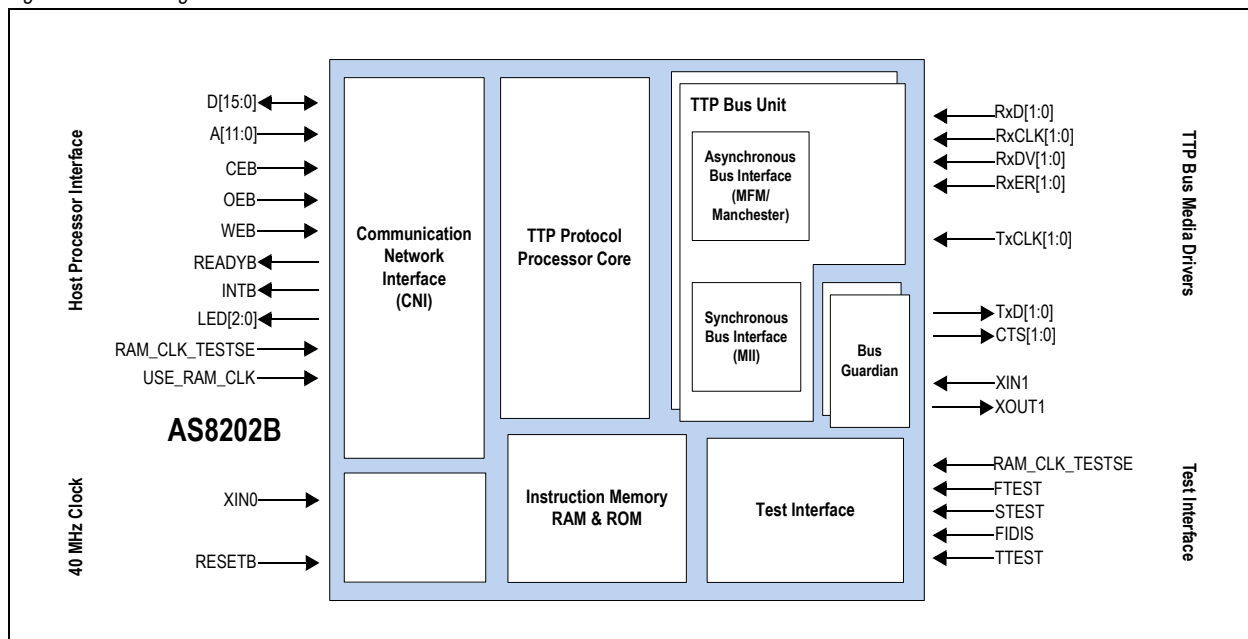 Host Processor Interface
D[15:0]
A[11:0]
CEB
OEB
WEB
READYB
INTB
LED[2:0]
RAM_CLK_TESTSE
USE_RAM_CLK
AS8202B
40 MHz Clock
XIN0
RESETB
Communication
Network
Interface
(CNI)
TTP Protocol
Processor Core
TTP Bus Unit
Asynchronous
Bus Interface
(MFM/
Manchester)
Synchronous
Bus Interface
(MII)
Bus
Guardian
Instruction Memory
RAM & ROM
Test Interface
RxD[1:0]
RxCLK[1:0]
RxDV[1:0]
RxER[1:0]
TxCLK[1:0]
TxD[1:0]
CTS[1:0]
XIN1
XOUT1
TTP Bus Media Drivers
RAM_CLK_TESTSE
FTEST
STEST
FIDIS
TTEST
Test Interface